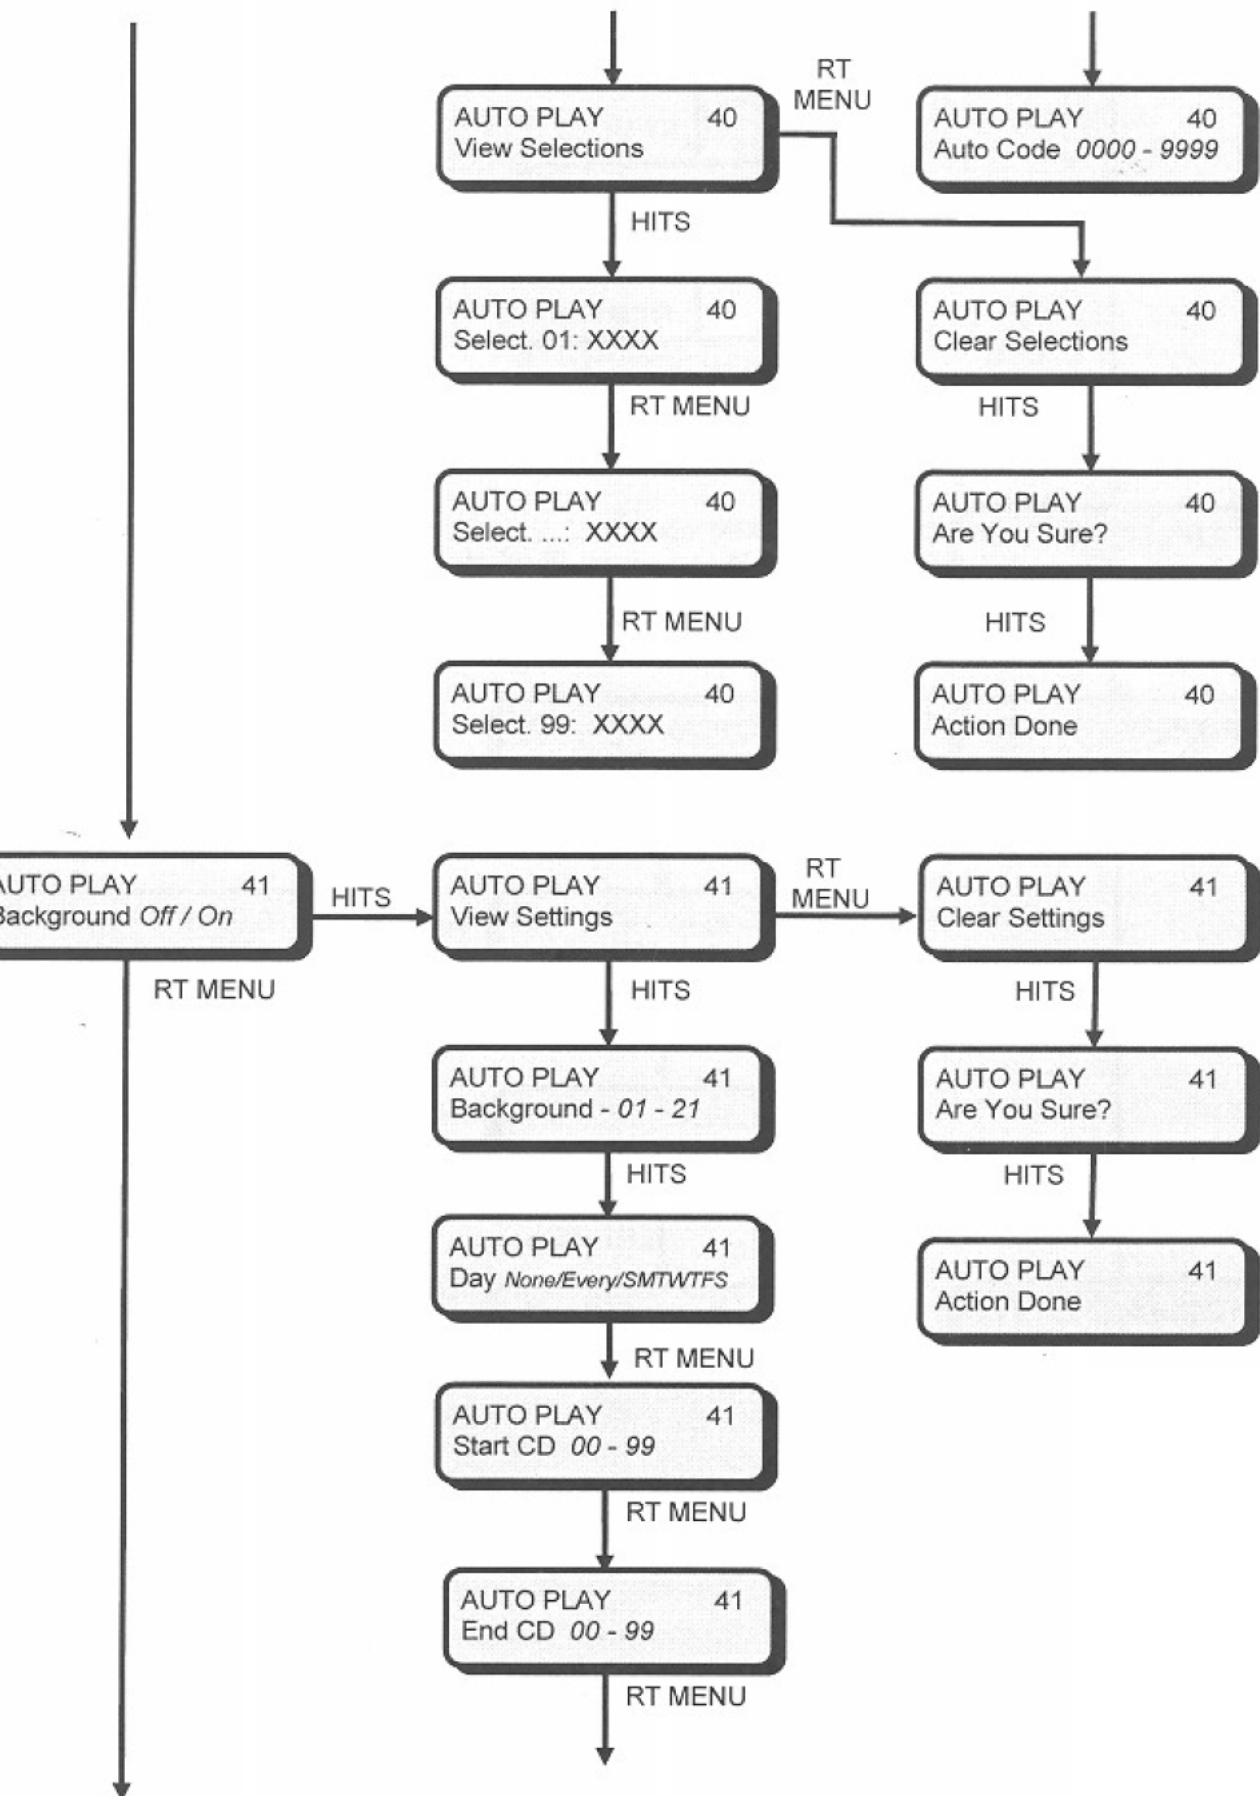 RT
MENU
AUTO PLAY 40
View Selections
AUTO PLAY 40
Auto Code 0000 - 9999
HITS
AUTO PLAY 40
Select. 01: XXXX
AUTO PLAY 40
Clear Selections
RT MENU
HITS
AUTO PLAY 40
Select. ...: XXXX
AUTO PLAY 40
Are You Sure?
RT MENU
HITS
AUTO PLAY 40
Select. 99: XXXX
AUTO PLAY 40
Action Done
AUTO PLAY 41
Background Off / On
HITS
AUTO PLAY 41
View Settings
RT
MENU
AUTO PLAY 41
Clear Settings
RT MENU
HITS
HITS
AUTO PLAY 41
Background - 01 - 21
AUTO PLAY 41
Are You Sure?
HITS
HITS
AUTO PLAY 41
Day None/Every/SMTWTFS
AUTO PLAY 41
Action Done
RT MENU
AUTO PLAY 41
Start CD 00 - 99
RT MENU
AUTO PLAY 41
End CD 00 - 99
RT MENU